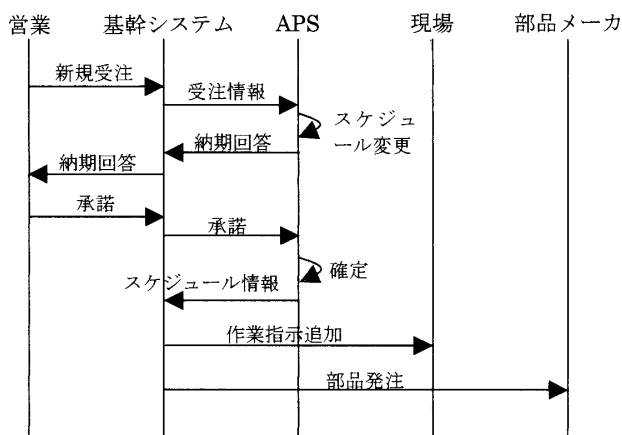 営業
基幹システム
APS
現場
部品メーカ
新規受注
受注情報
スケジュ
ール変更
納期回答
納期回答
承諾
承諾
確定
スケジュール情報
作業指示追加
部品発注